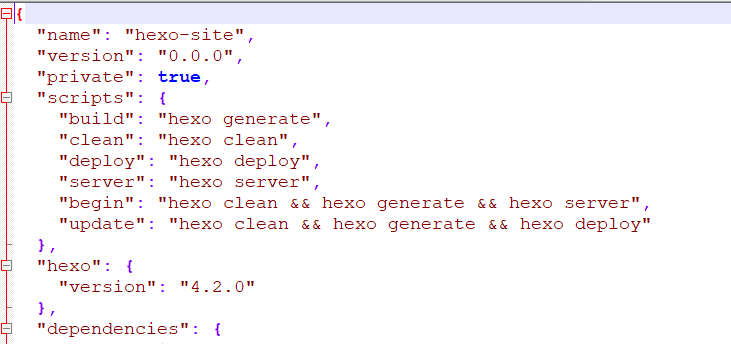 {
  "name": "hexo-site",
  "version": "0.0.0",
  "private": true,
  "scripts": {
    "build": "hexo generate",
    "clean": "hexo clean",
    "deploy": "hexo deploy",
    "server": "hexo server",
    "begin": "hexo clean && hexo generate && hexo server",
    "update": "hexo clean && hexo generate && hexo deploy"
  },
  "hexo": {
    "version": "4.2.0"
  },
  "dependencies": {